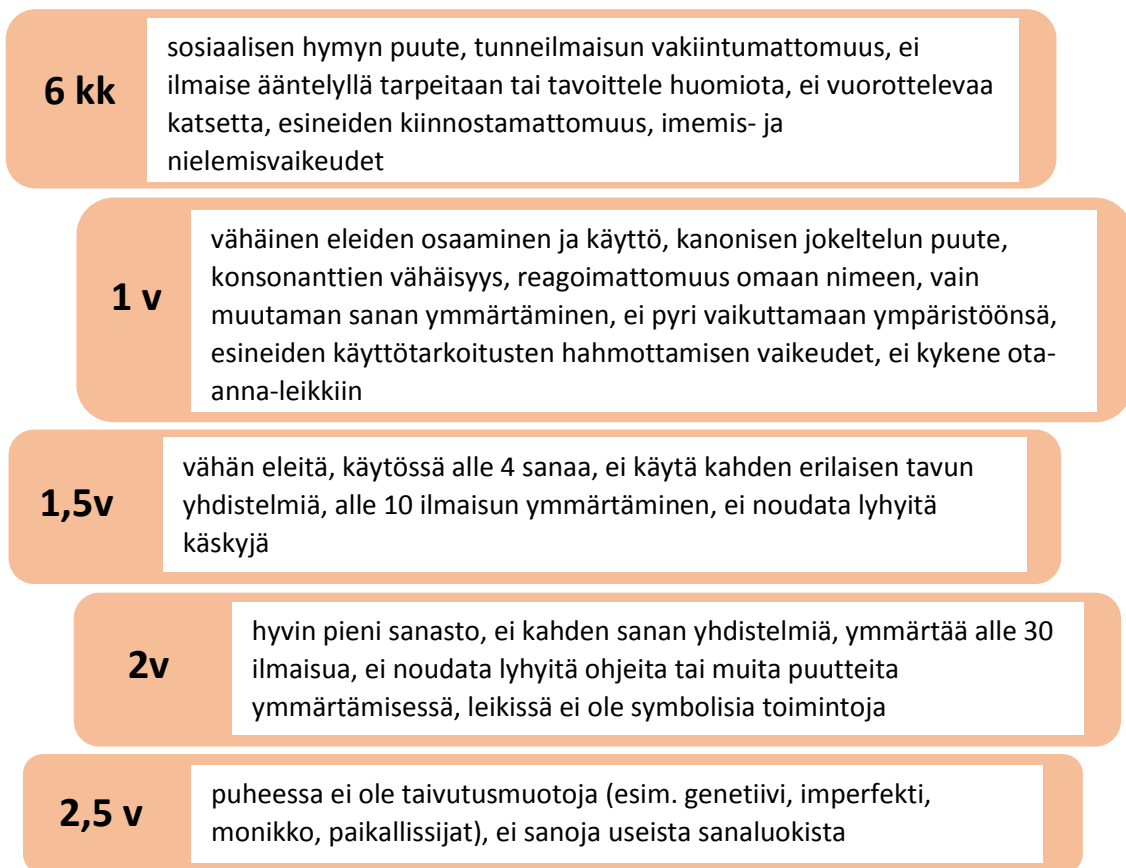 6 kk
sosiaalisen hymyn puute, tunneilmaisun vakiintumattomuus, ei
ilmaise ääntelyllä tarpeitaan tai tavoittele huomiota, ei vuorottelevaa
katsetta, esineiden kiinnostamattomuus, imemis- ja
nielemisvaikeudet
1 v
vähäinen eleiden osaaminen ja käyttö, kanonisen jokeltelun puute,
konsonanttien vähäisyys, reagoimattomuus omaan nimeen, vain
muutaman sanan ymmärtäminen, ei pyri vaikuttamaan ympäristöönsä,
esineiden käyttötarkoitusten hahmottamisen vaikeudet, ei kykene ota-
anna-leikkiin
1,5v
vähän eleitä, käytössä alle 4 sanaa, ei käytä kahden erilaisen tavun
yhdistelmiä, alle 10 ilmaisun ymmärtäminen, ei noudata lyhyitä
käskyjä
2v
hyvin pieni sanasto, ei kahden sanan yhdistelmiä, ymmärtää alle 30
ilmaisua, ei noudata lyhyitä ohjeita tai muita puutteita
ymmärtämisessä, leikissä ei ole symbolisia toimintoja
2,5 v
puheessa ei ole taivutusmuotoja (esim. genetiivi, imperfekti,
monikko, paikallissijat), ei sanoja useista sanaluokista